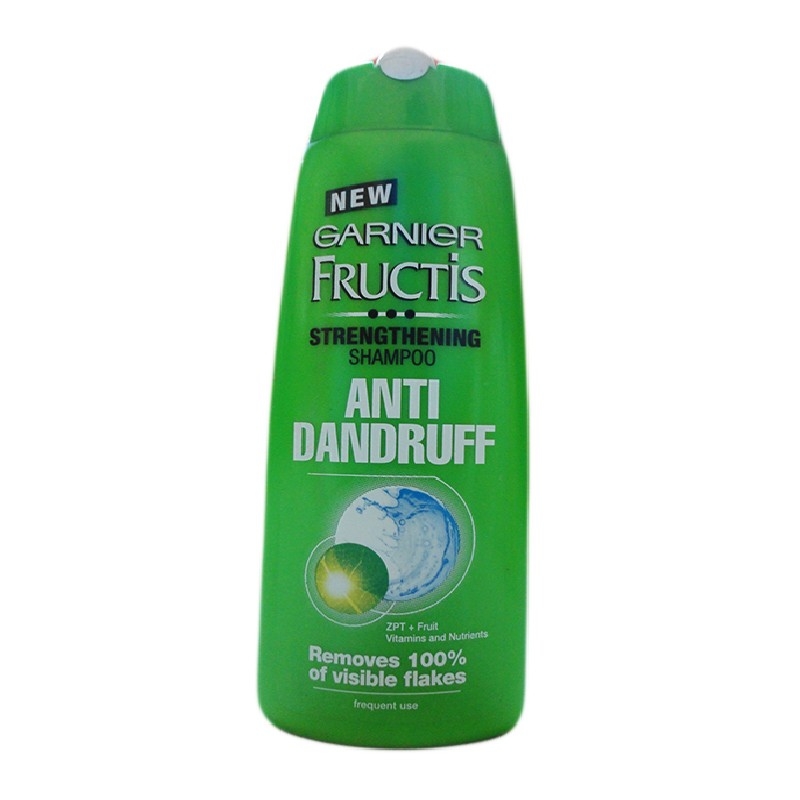 NEW
GARNIER
FRUCTIS
STRENGTHENING
SHAMPOO
ANTI
DANDRUFF
ZPT + Fruit
Vitamins and Nutrients
Removes 100%
of visible flakes
frequent use